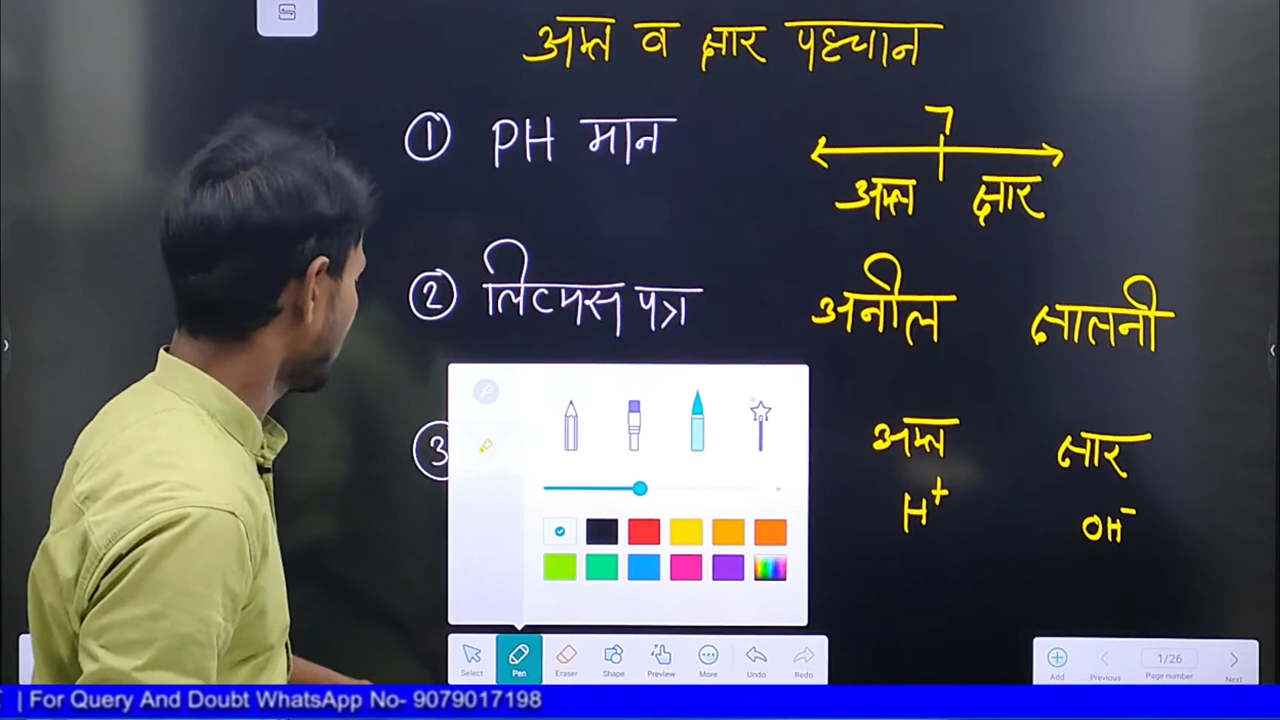 अम्ल व क्षार पहचान
① PH मान
7
अम्ल क्षार
② लिटमस पत्र
अनील क्षालनी
③
अम्ल क्षार
H⁺ OH⁻
Select Pen Eraser Shape Preview More Undo Redo
Add Previous 1/26 Page number Next
| For Query And Doubt WhatsApp No- 9079017198